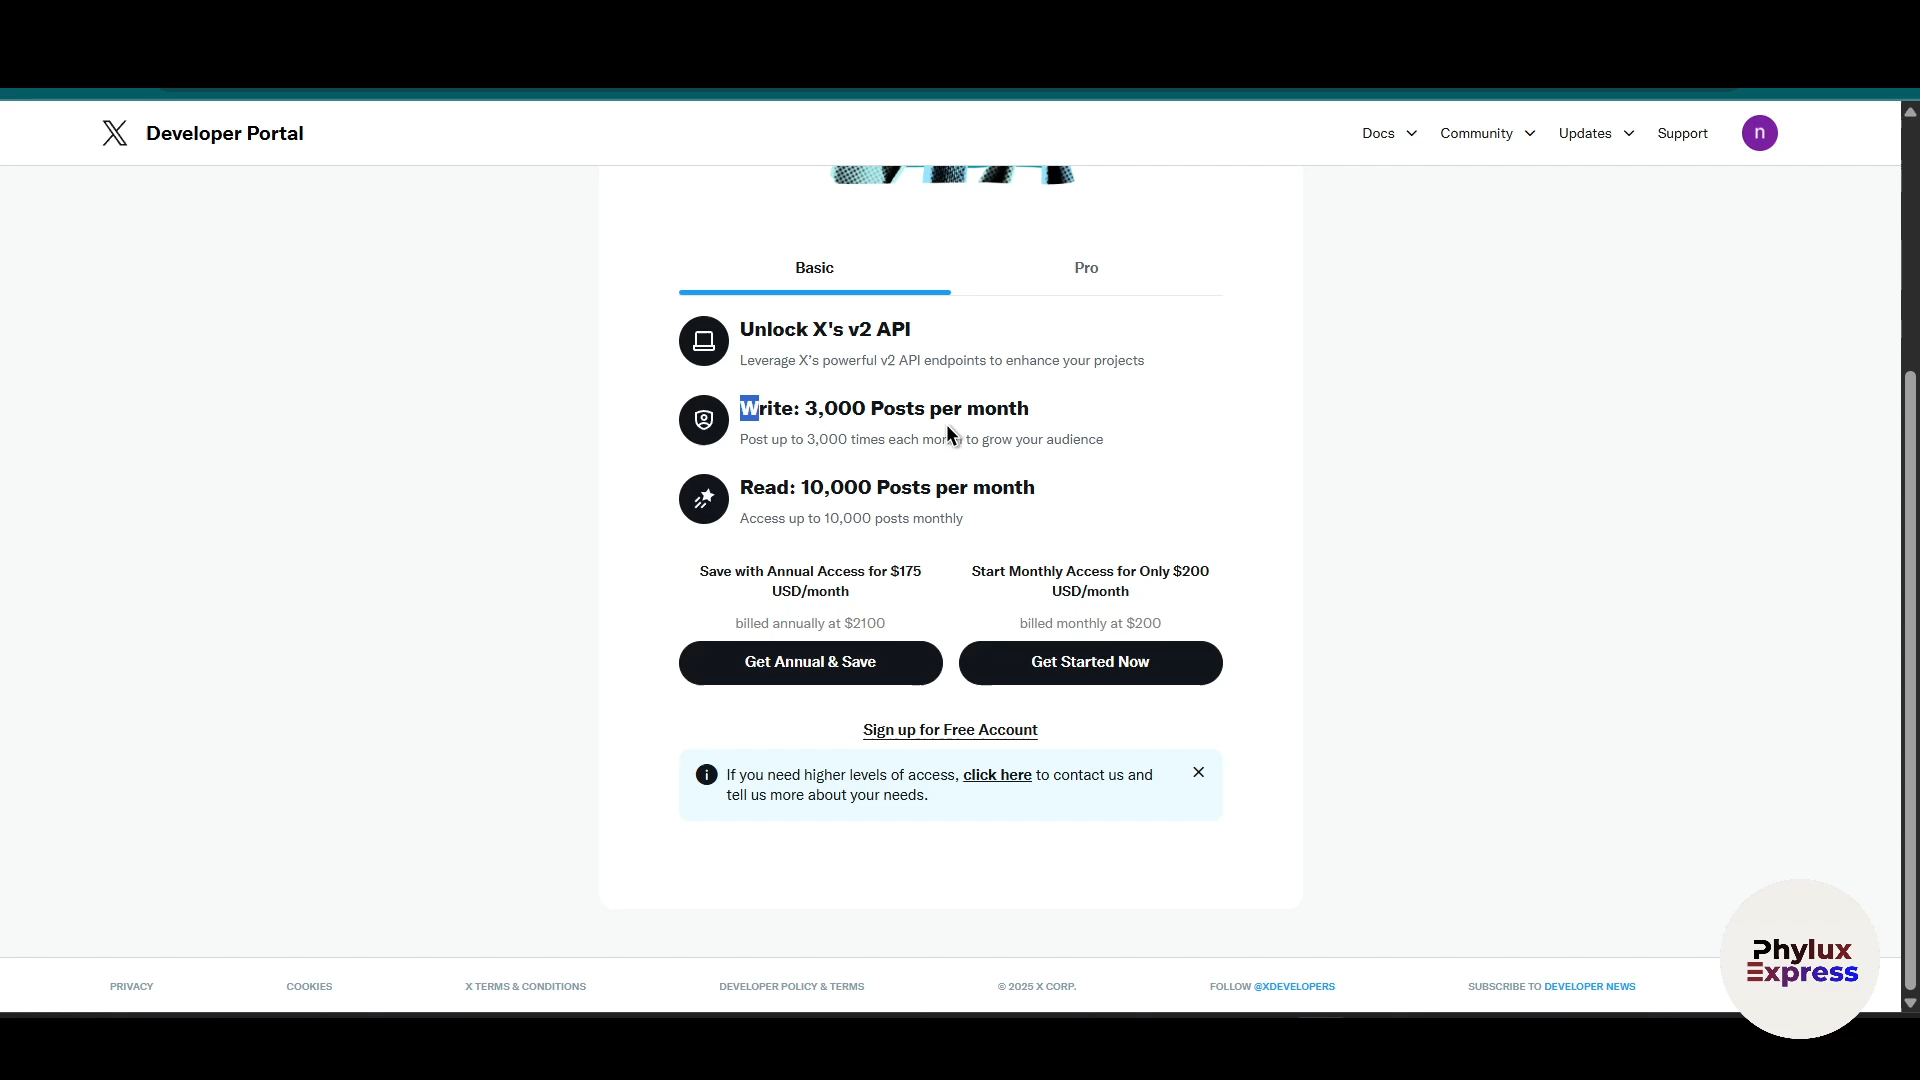 Developer Portal
Docs
Community
Updates
Support
n
Basic
Pro
Unlock X's v2 API
Leverage X's powerful v2 API endpoints to enhance your projects
Write: 3,000 Posts per month
Post up to 3,000 times each month to grow your audience
Read: 10,000 Posts per month
Access up to 10,000 posts monthly
Save with Annual Access for $175
USD/month
billed annually at $2100
Get Annual & Save
Start Monthly Access for Only $200
USD/month
billed monthly at $200
Get Started Now
Sign up for Free Account
If you need higher levels of access, click here to contact us and
tell us more about your needs.
PRIVACY
COOKIES
X TERMS & CONDITIONS
DEVELOPER POLICY & TERMS
© 2025 X CORP.
FOLLOW @XDEVELOPERS
SUBSCRIBE TO DEVELOPER NEWS
Phylux
Express